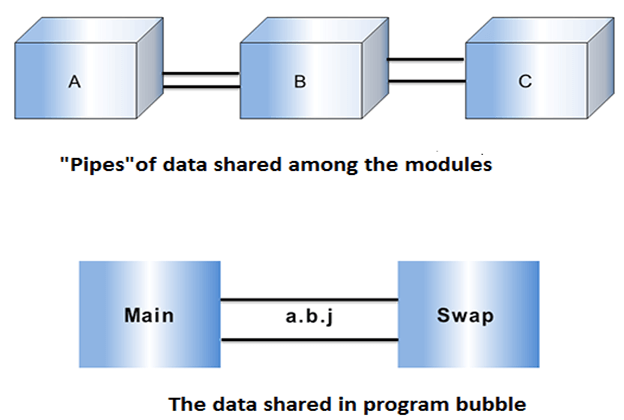 A B C
"Pipes"of data shared among the modules
Main a.b.j Swap
The data shared in program bubble